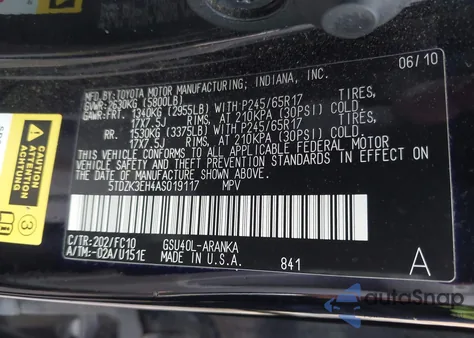 MFD. BY: TOYOTA MOTOR MANUFACTURING, INDIANA, INC. 06/10
GVWR: 2630KG (5800LB)
GAWR: FRT. 1340KG (2955LB) WITH P245/65R17 TIRES,
17X7.5J RIMS, AT 210KPA (30PSI) COLD.
RR. 1530KG (3375LB) WITH P245/65R17 TIRES,
17X7.5J RIMS, AT 210KPA (30PSI) COLD.
THIS VEHICLE CONFORMS TO ALL APPLICABLE FEDERAL MOTOR
VEHICLE SAFETY AND THEFT PREVENTION STANDARDS IN EFFECT ON
THE DATE OF MANUFACTURE SHOWN ABOVE.
5TDZK3EH4AS019117 MPV
C/TR:202/FC10 GSU40L-ARANKA
A/TM:-02A/U151E MADE IN U.S.A. 841 A
CAUTION
ATTENTION
autoSnap